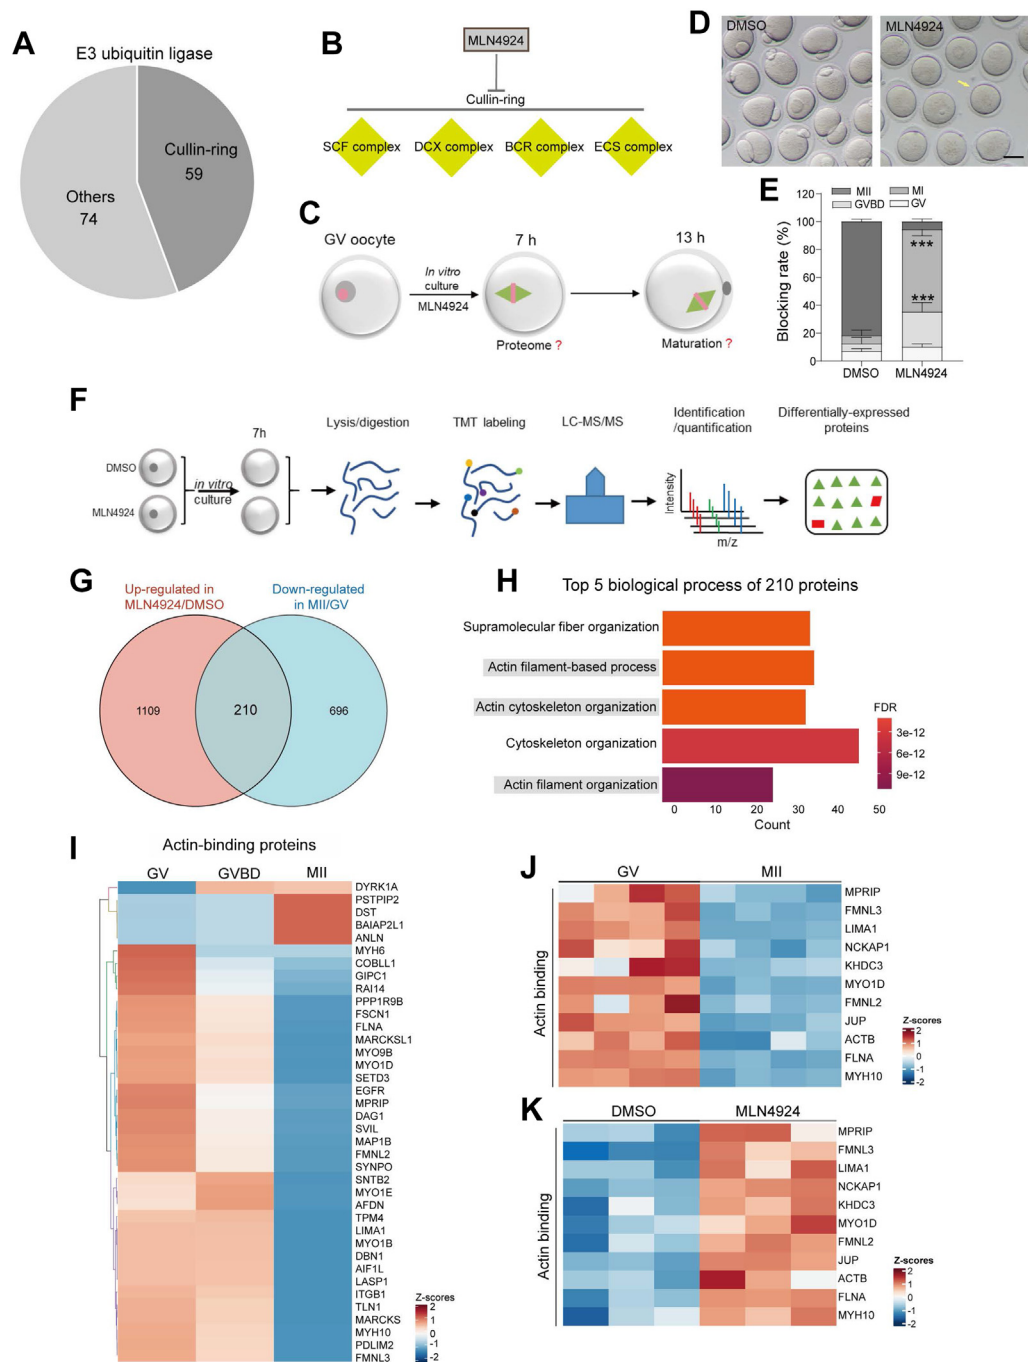 A
E3 ubiquitin ligase
Cullin-ring
59
Others
74
B
MLN4924
Cullin-ring
SCF complex
DCX complex
BCR complex
ECS complex
C
GV oocyte
In vitro
culture
MLN4924
7 h
13 h
Proteome ?
Maturation ?
D
DMSO
MLN4924
E
MII
MI
GVBD
GV
Blocking rate (%)
120
100
80
60
40
20
0
***
***
DMSO
MLN4924
F
DMSO
MLN4924
in vitro
culture
7h
Lysis/digestion
TMT labeling
LC-MS/MS
Identification
/quantification
Intensity
m/z
Differentially-expressed
proteins
G
Up-regulated in
MLN4924/DMSO
Down-regulated
in MII/GV
1109
210
696
H
Top 5 biological process of 210 proteins
Supramolecular fiber organization
Actin filament-based process
Actin cytoskeleton organization
Cytoskeleton organization
Actin filament organization
0
10
20
30
40
50
Count
FDR
3e-12
6e-12
9e-12
I
Actin-binding proteins
GV
GVBD
MII
DYRK1A
PSTPIP2
DST
BAIAP2L1
ANLN
MYH6
COBLL1
GIPC1
RAI14
PPP1R9B
FSCN1
FLNA
MARCKSL1
MYO9B
MYO1D
SETD3
EGFR
MPRIP
DAG1
SVIL
MAP1B
FMNL2
SYNPO
SNTB2
MYO1E
AFDN
TPM4
LIMA1
MYO1B
DBN1
AIF1L
LASP1
ITGB1
TLN1
MARCKS
MYH10
PDLIM2
FMNL3
Z-scores
2
1
0
-1
-2
J
GV
MII
Actin binding
MPRIP
FMNL3
LIMA1
NCKAP1
KHDC3
MYO1D
FMNL2
JUP
ACTB
FLNA
MYH10
Z-scores
2
1
0
-1
-2
K
DMSO
MLN4924
Actin binding
MPRIP
FMNL3
LIMA1
NCKAP1
KHDC3
MYO1D
FMNL2
JUP
ACTB
FLNA
MYH10
Z-scores
2
1
0
-1
-2